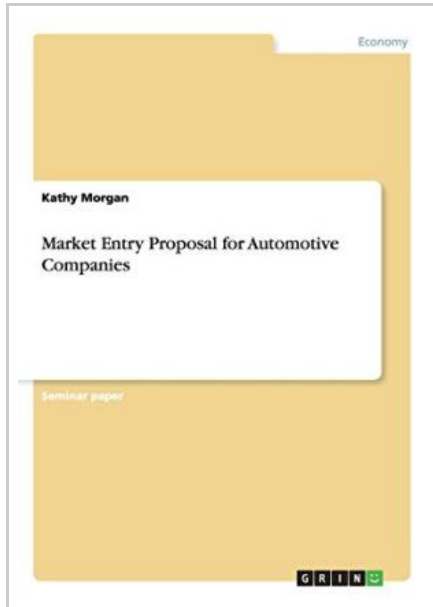 Economy
Kathy Morgan
Market Entry Proposal for Automotive
Companies
Seminar paper
GRIN